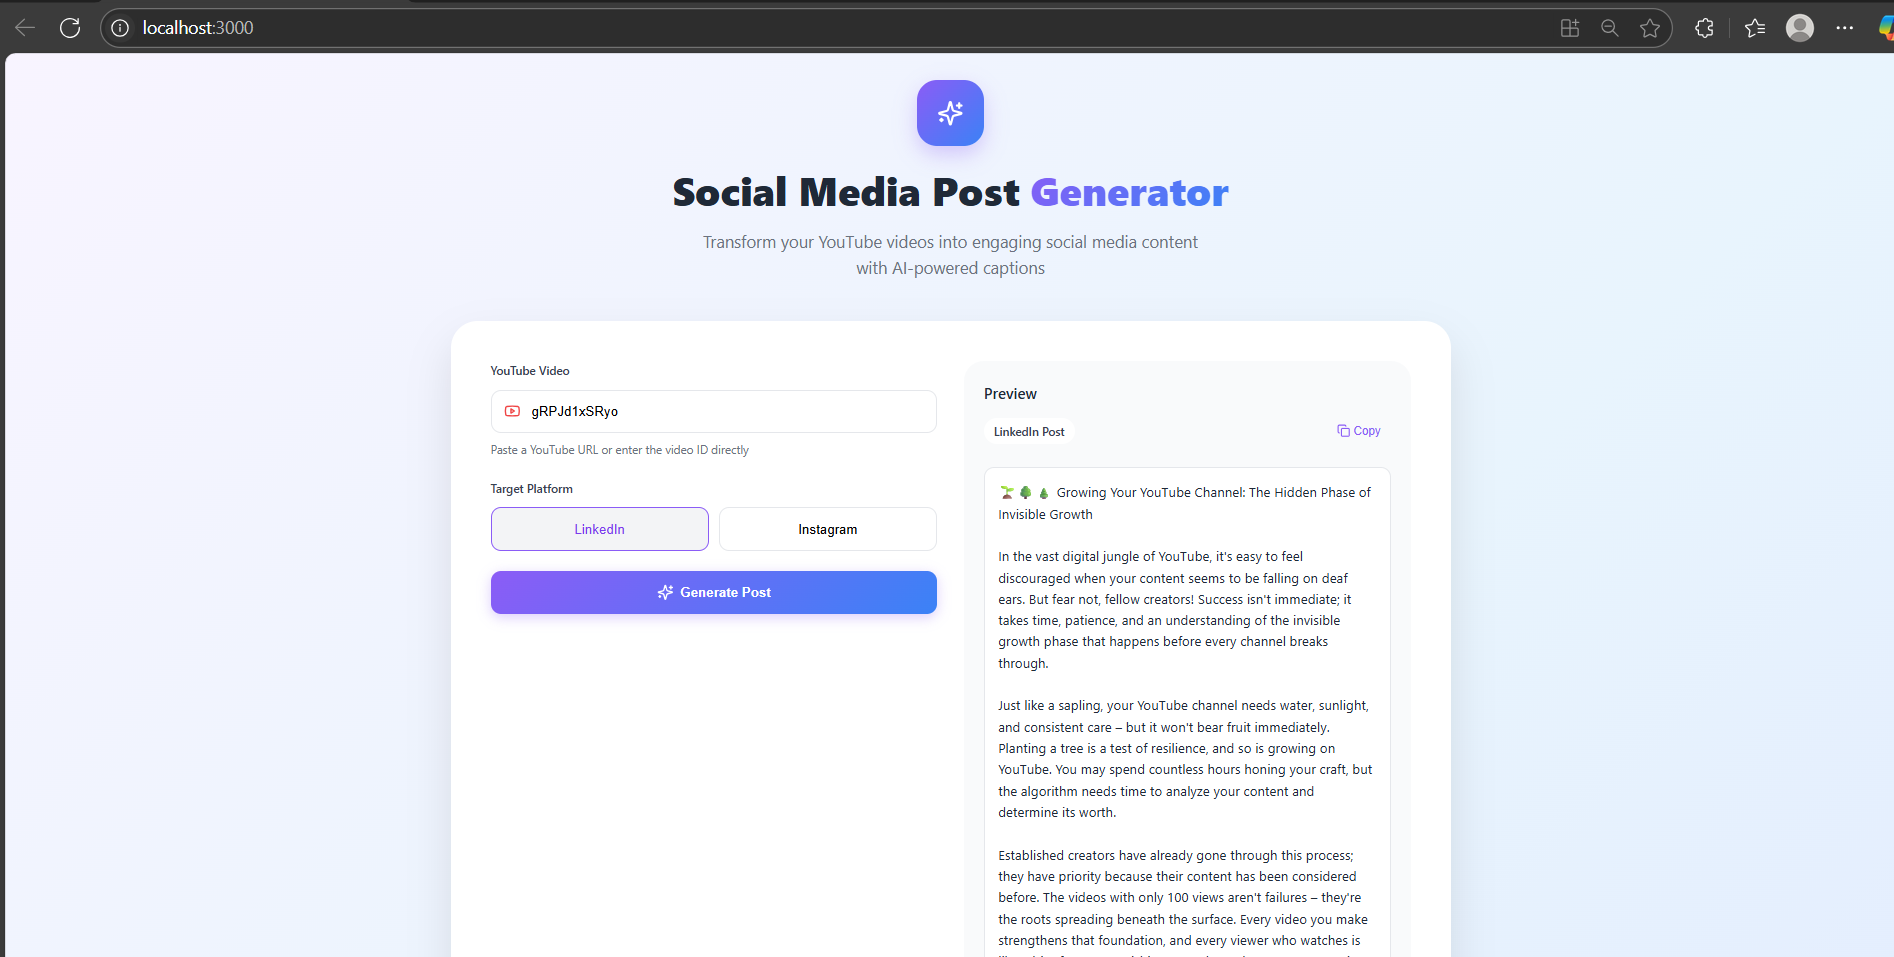 localhost:3000
Social Media Post Generator
Transform your YouTube videos into engaging social media content
with AI-powered captions
YouTube Video
gRPJd1xSRyo
Paste a YouTube URL or enter the video ID directly
Target Platform
LinkedIn
Instagram
Generate Post
Preview
LinkedIn Post
Copy
🌱🌳🌲 Growing Your YouTube Channel: The Hidden Phase of
Invisible Growth
In the vast digital jungle of YouTube, it's easy to feel
discouraged when your content seems to be falling on deaf
ears. But fear not, fellow creators! Success isn't immediate; it
takes time, patience, and an understanding of the invisible
growth phase that happens before every channel breaks
through.
Just like a sapling, your YouTube channel needs water, sunlight,
and consistent care – but it won't bear fruit immediately.
Planting a tree is a test of resilience, and so is growing on
YouTube. You may spend countless hours honing your craft, but
the algorithm needs time to analyze your content and
determine its worth.
Established creators have already gone through this process;
they have priority because their content has been considered
before. The videos with only 100 views aren't failures – they're
the roots spreading beneath the surface. Every video you make
strengthens that foundation, and every viewer who watches is